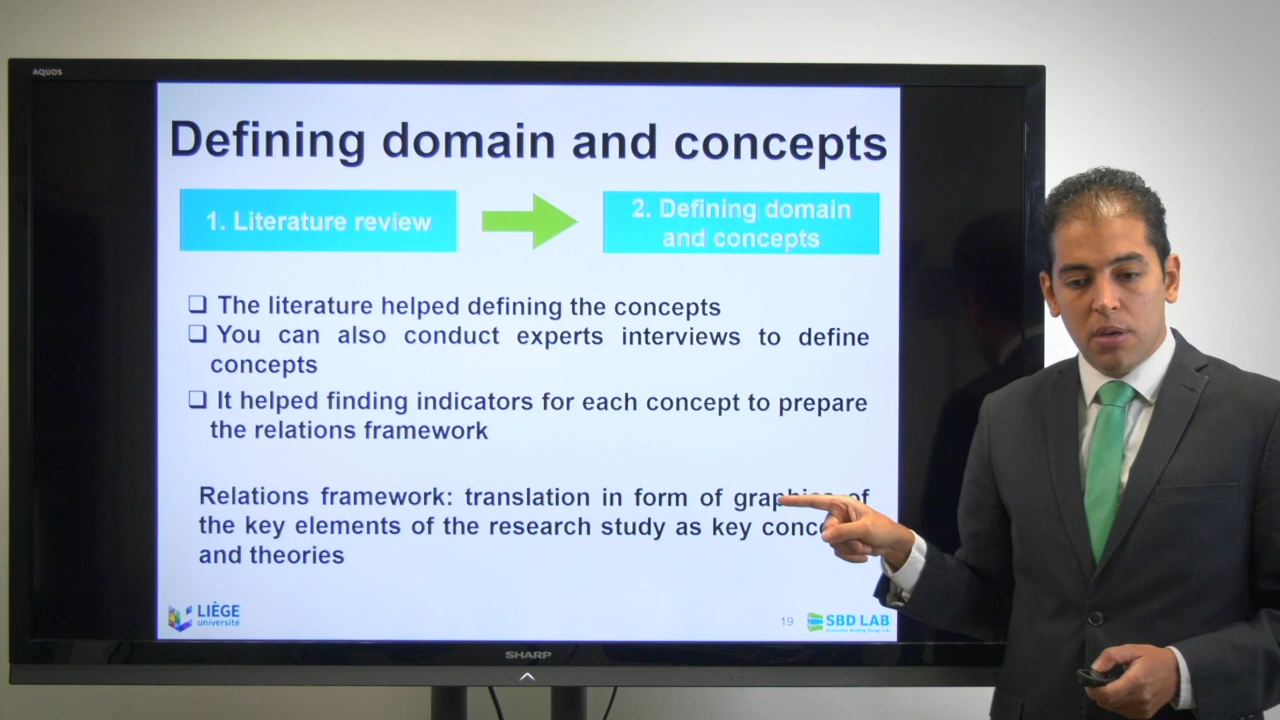 AQUOS
Defining domain and concepts
1. Literature review
2. Defining domain
and concepts
❑ The literature helped defining the concepts
❑ You can also conduct experts interviews to define
concepts
❑ It helped finding indicators for each concept to prepare
the relations framework
Relations framework: translation in form of graphics of
the key elements of the research study as key
and theories
LIÈGE
université
19
SBD LAB
SHARP